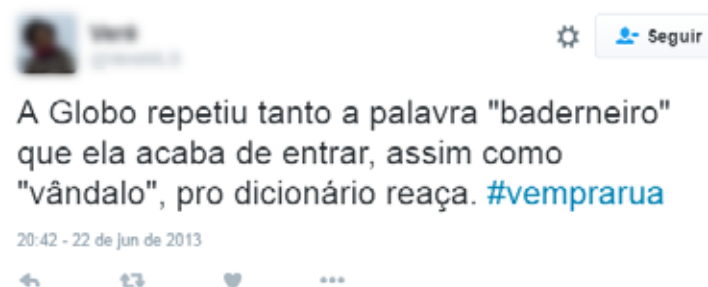 Seguir
A Globo repetiu tanto a palavra "baderneiro"
que ela acaba de entrar, assim como
"vândalo", pro dicionário reaça. #vemprarua
20:42 - 22 de jun de 2013